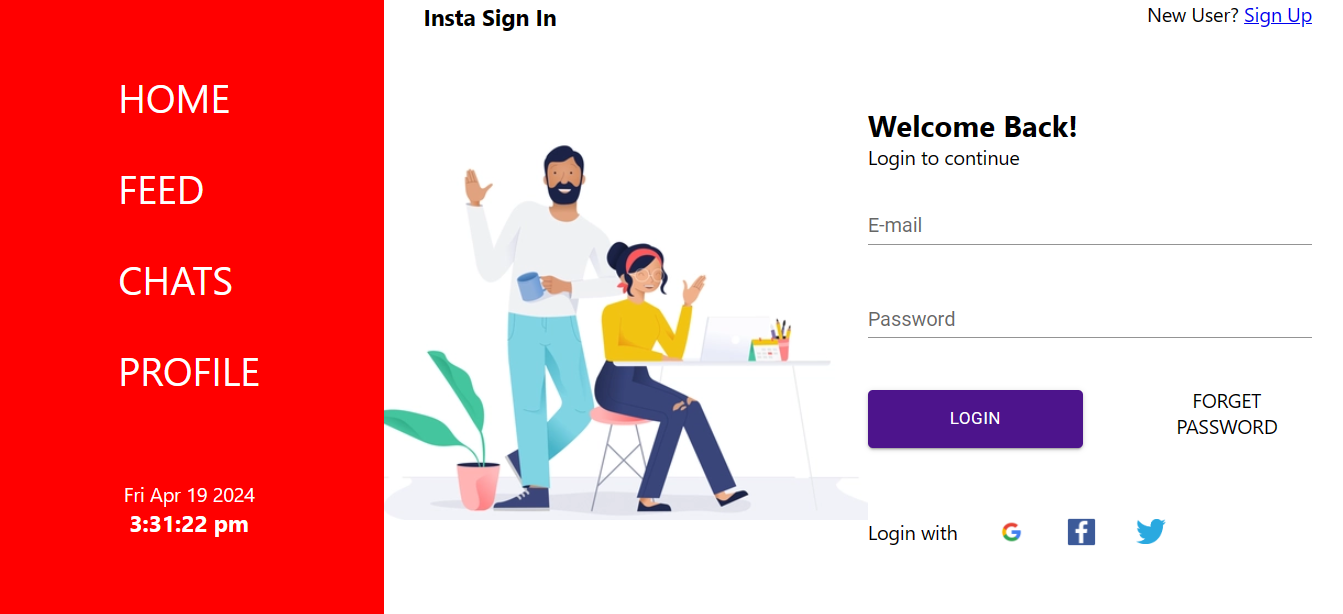 HOME
FEED
CHATS
PROFILE
Fri Apr 19 2024
3:31:22 pm
Insta Sign In
New User? Sign Up
Welcome Back!
Login to continue
E-mail
Password
LOGIN
FORGET
PASSWORD
Login with